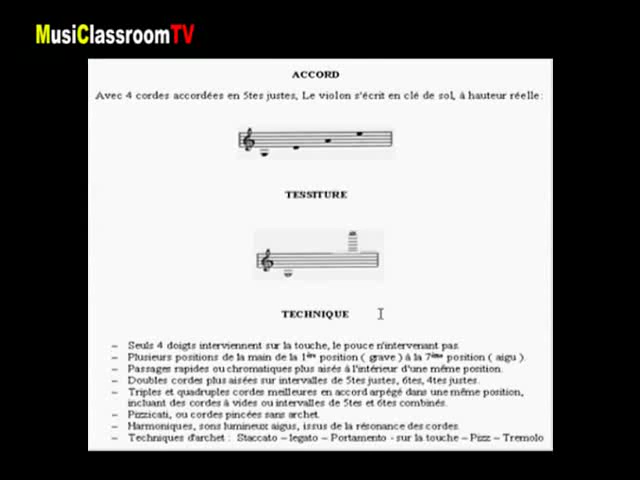 MusiClassroomTV
ACCORD
Avec 4 cordes accordées en 5tes justes, Le violon s'écrit en clé de sol, à hauteur réelle:
TESSITURE
TECHNIQUE
– Seuls 4 doigts interviennent sur la touche, le pouce n'intervenant pas.
– Plusieurs positions de la main de la 1ère position ( grave ) à la 7ème position ( aigu ).
– Passages rapides ou chromatiques plus aisés à l'intérieur d'une même position.
– Doubles cordes plus aisées sur intervalles de 5tes justes, 6tes, 4tes justes.
– Triples et quadruples cordes meilleures en accord arpégé dans une même position,
incluant des cordes à vides ou intervalles de 5tes et 6tes combinés.
– Pizzicati, ou cordes pincées sans archet.
– Harmoniques, sons lumineux aigus, issus de la résonance des cordes.
– Techniques d'archet : Staccato – legato – Portamento - sur la touche – Pizz – Tremolo